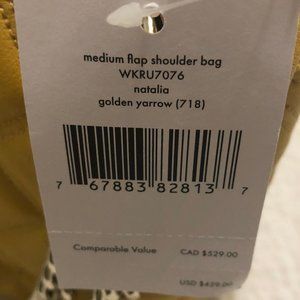 medium flap shoulder bag
WKRU7076
natalia
golden yarrow (718)
7 67883 82813 7
Comparable Value CAD $529.00
USD $429.00